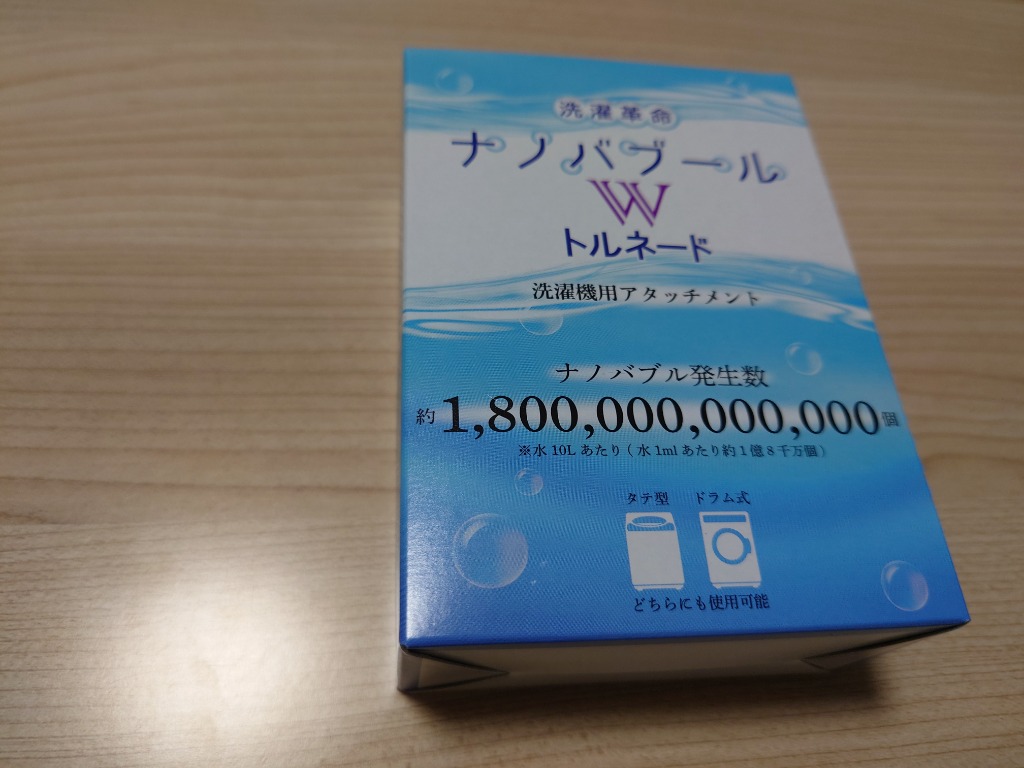 洗濯革命
ナノバブール
W
トルネード
洗濯機用アタッチメント
ナノバブル発生数
約1,800,000,000,000個
※水10Lあたり(水1mlあたり約1億8千万個)
タテ型 ドラム式
どちらにも使用可能